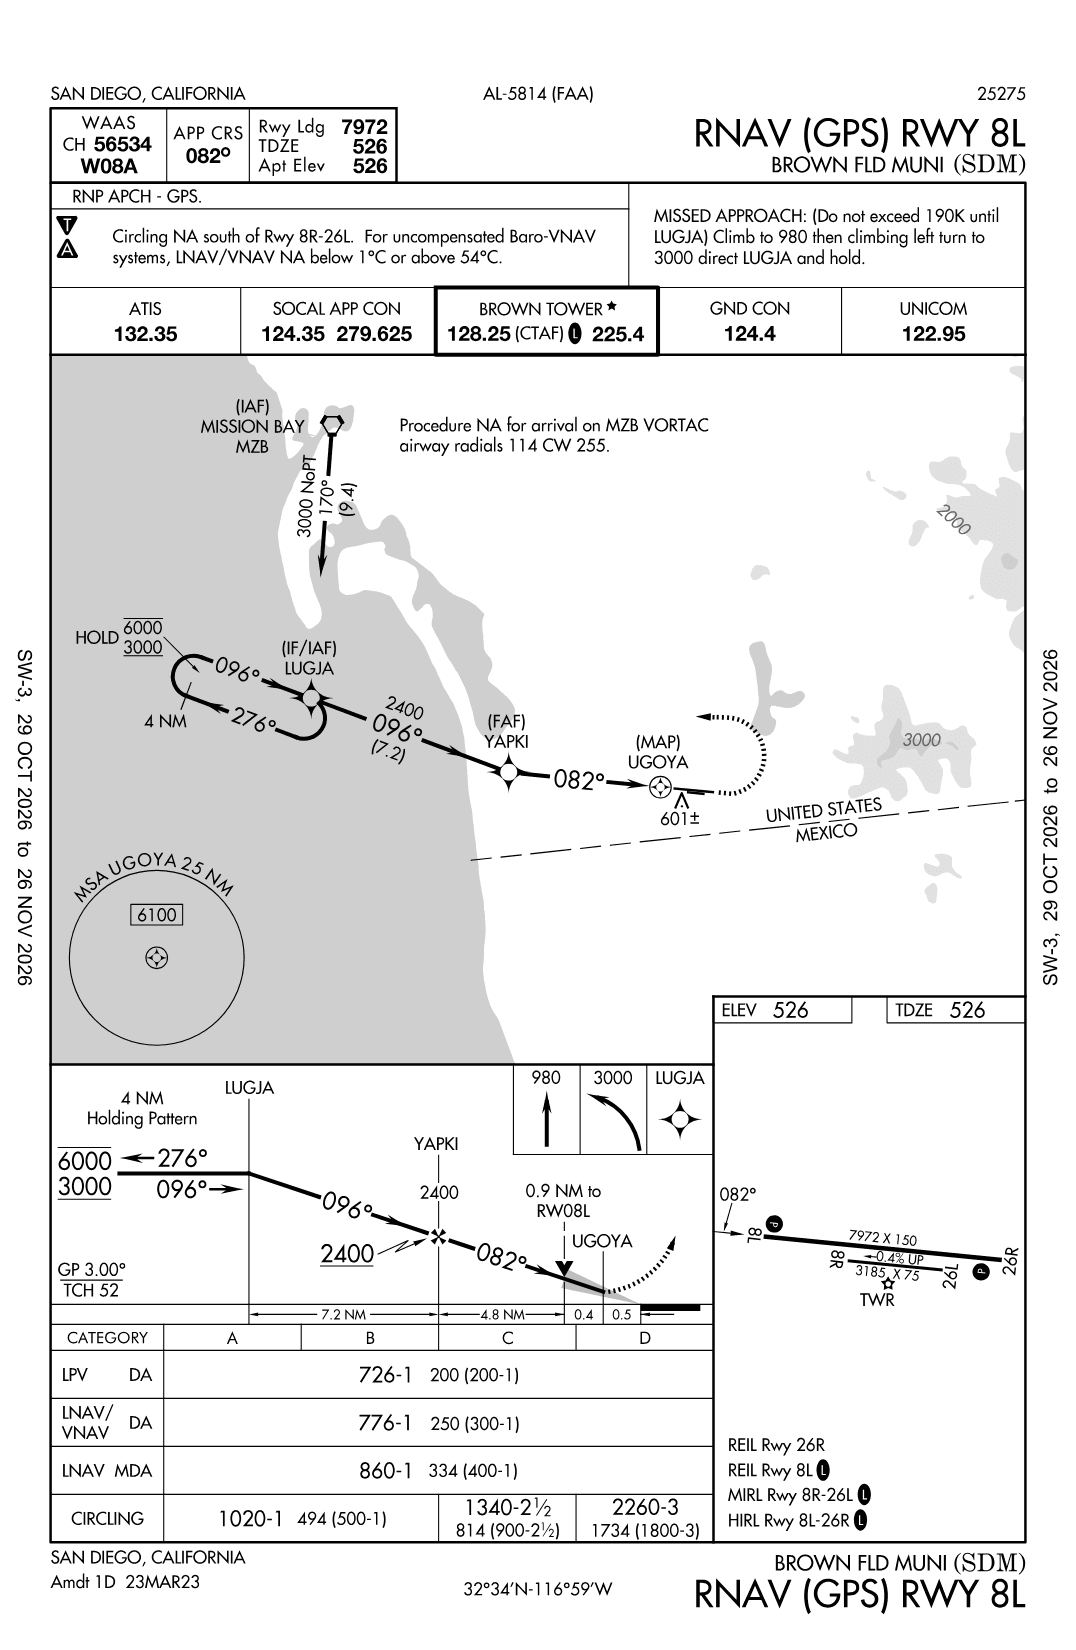 SAN DIEGO, CALIFORNIA
AL-5814 (FAA)
25275
WAAS
CH 56534
W08A
APP CRS
082°
Rwy Ldg 7972
TDZE 526
Apt Elev 526
RNAV (GPS) RWY 8L
BROWN FLD MUNI (SDM)
RNP APCH - GPS.
T
A
Circling NA south of Rwy 8R-26L. For uncompensated Baro-VNAV
systems, LNAV/VNAV NA below 1°C or above 54°C.
MISSED APPROACH: (Do not exceed 190K until
LUGJA) Climb to 980 then climbing left turn to
3000 direct LUGJA and hold.
ATIS
132.35
SOCAL APP CON
124.35 279.625
BROWN TOWER ★
128.25 (CTAF) L 225.4
GND CON
124.4
UNICOM
122.95
(IAF)
MISSION BAY
MZB
Procedure NA for arrival on MZB VORTAC
airway radials 114 CW 255.
3000 NoPT
170°
(9.4)
2000
HOLD 6000
3000
(IF/IAF)
LUGJA
096°
276°
4 NM
2400
096°
(7.2)
(FAF)
YAPKI
082°
(MAP)
UGOYA
601±
3000
UNITED STATES
MEXICO
MSA UGOYA 25 NM
6100
SW-3, 29 OCT 2026 to 26 NOV 2026
SW-3, 29 OCT 2026 to 26 NOV 2026
ELEV 526
TDZE 526
4 NM
Holding Pattern
LUGJA
6000
3000
276°
096°
096°
YAPKI
2400
2400
082°
0.9 NM to
RW08L
UGOYA
980
3000
LUGJA
GP 3.00°
TCH 52
7.2 NM
4.8 NM
0.4
0.5
082°
P
8L
7972 X 150
8R
0.4% UP
3185 X 75
26L
P
26R
TWR
CATEGORY A B C D
LPV DA 726-1 200 (200-1)
LNAV/
VNAV DA 776-1 250 (300-1)
LNAV MDA 860-1 334 (400-1)
CIRCLING 1020-1 494 (500-1)
1340-2½
814 (900-2½)
2260-3
1734 (1800-3)
REIL Rwy 26R
REIL Rwy 8L L
MIRL Rwy 8R-26L L
HIRL Rwy 8L-26R L
SAN DIEGO, CALIFORNIA
Amdt 1D 23MAR23
32°34'N-116°59'W
BROWN FLD MUNI (SDM)
RNAV (GPS) RWY 8L